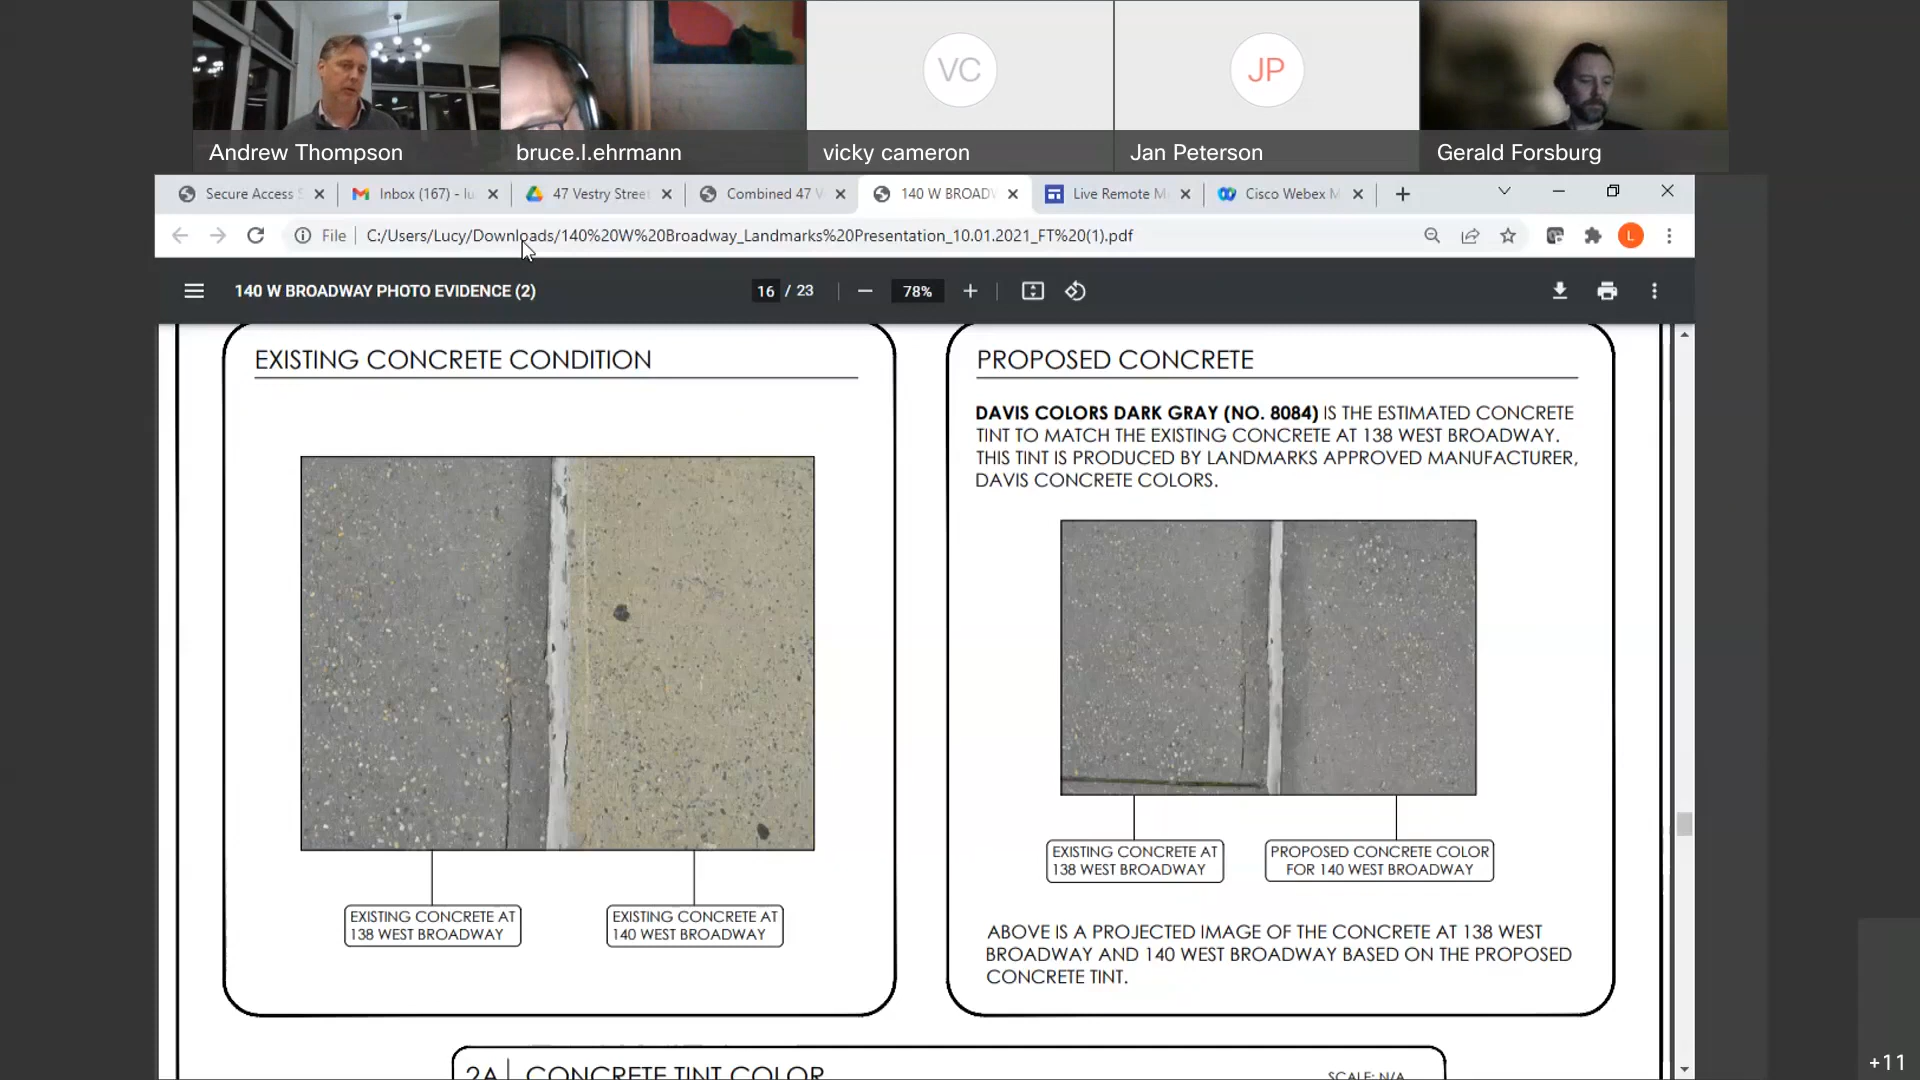 VC
JP
Andrew Thompson
bruce.l.ehrmann
vicky cameron
Jan Peterson
Gerald Forsburg
Secure Access
Inbox (167) - lu
47 Vestry Street
Combined 47 V
140 W BROADW
Live Remote M
Cisco Webex M
File
C:/Users/Lucy/Downloads/140%20W%20Broadway_Landmarks%20Presentation_10.01.2021_FT%20(1).pdf
L
140 W BROADWAY PHOTO EVIDENCE (2)
16 / 23
78%
EXISTING CONCRETE CONDITION
EXISTING CONCRETE AT
138 WEST BROADWAY
EXISTING CONCRETE AT
140 WEST BROADWAY
PROPOSED CONCRETE
DAVIS COLORS DARK GRAY (NO. 8084) IS THE ESTIMATED CONCRETE
TINT TO MATCH THE EXISTING CONCRETE AT 138 WEST BROADWAY.
THIS TINT IS PRODUCED BY LANDMARKS APPROVED MANUFACTURER,
DAVIS CONCRETE COLORS.
EXISTING CONCRETE AT
138 WEST BROADWAY
PROPOSED CONCRETE COLOR
FOR 140 WEST BROADWAY
ABOVE IS A PROJECTED IMAGE OF THE CONCRETE AT 138 WEST
BROADWAY AND 140 WEST BROADWAY BASED ON THE PROPOSED
CONCRETE TINT.
2A CONCRETE TINT COLOR
SCALE: N/A
+11